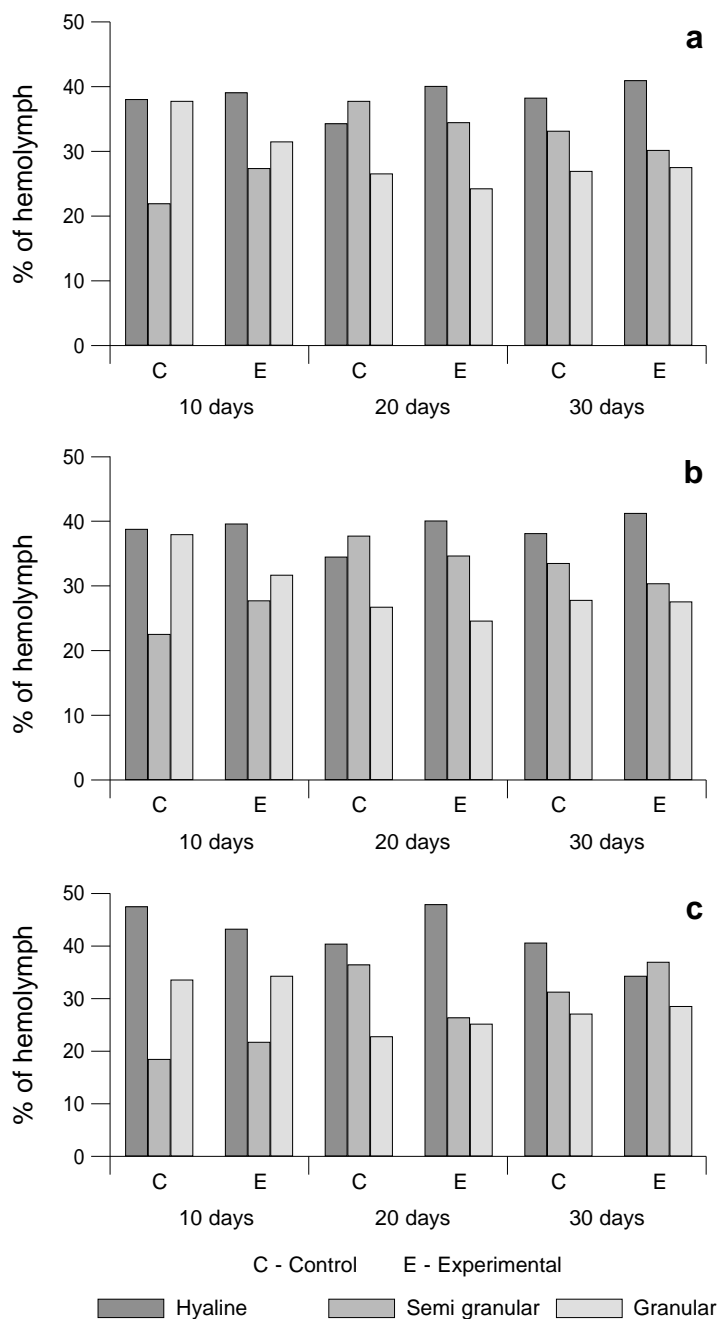 50
a
40
30
20
10
0
% of hemolymph
C E C E C E
10 days 20 days 30 days
50
b
40
30
20
10
0
% of hemolymph
C E C E C E
10 days 20 days 30 days
50
c
40
30
20
10
0
% of hemolymph
C E C E C E
10 days 20 days 30 days
C - Control E - Experimental
Hyaline Semi granular Granular